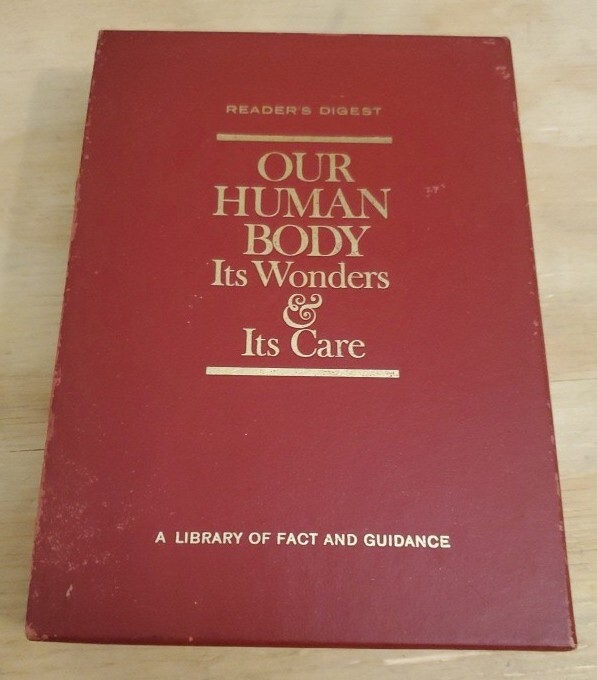 READER'S DIGEST
OUR
HUMAN
BODY
Its Wonders
&
Its Care
A LIBRARY OF FACT AND GUIDANCE